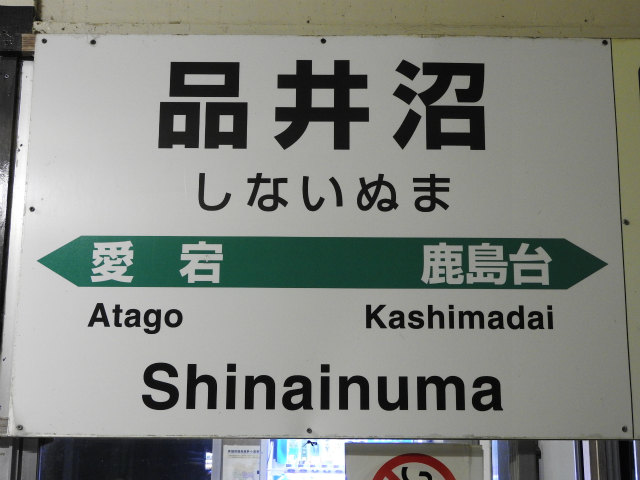 品井沼
しないぬま
愛宕 鹿島台
Atago Kashimadai
Shinainuma